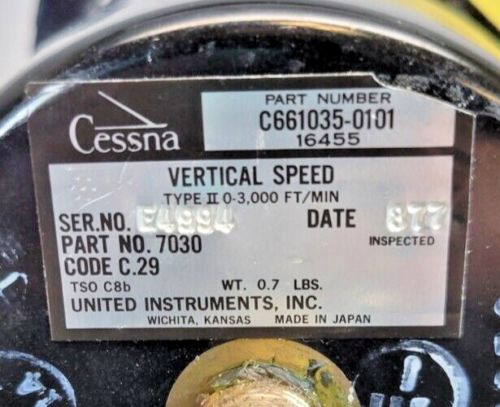 Cessna
PART NUMBER
C661035-0101
16455
VERTICAL SPEED
TYPE II 0-3,000 FT/MIN
SER.NO. E4994 DATE 877
PART NO. 7030 INSPECTED
CODE C.29
TSO C8b WT. 0.7 LBS.
UNITED INSTRUMENTS, INC.
WICHITA, KANSAS MADE IN JAPAN